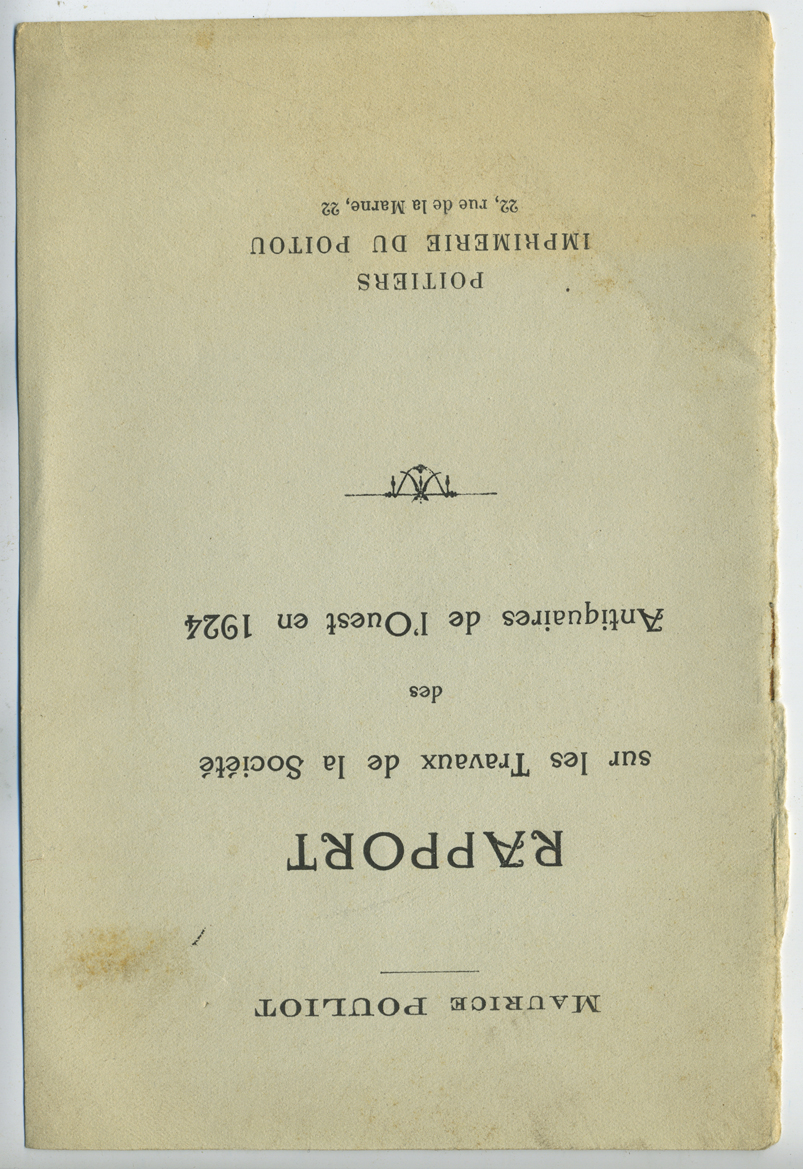 MAURICE POULIOT
RAPPORT
sur les Travaux de la Société
des
Antiquaires de l'Ouest en 1924
POITIERS
IMPRIMERIE DU POITOU
22, rue de la Marne, 22